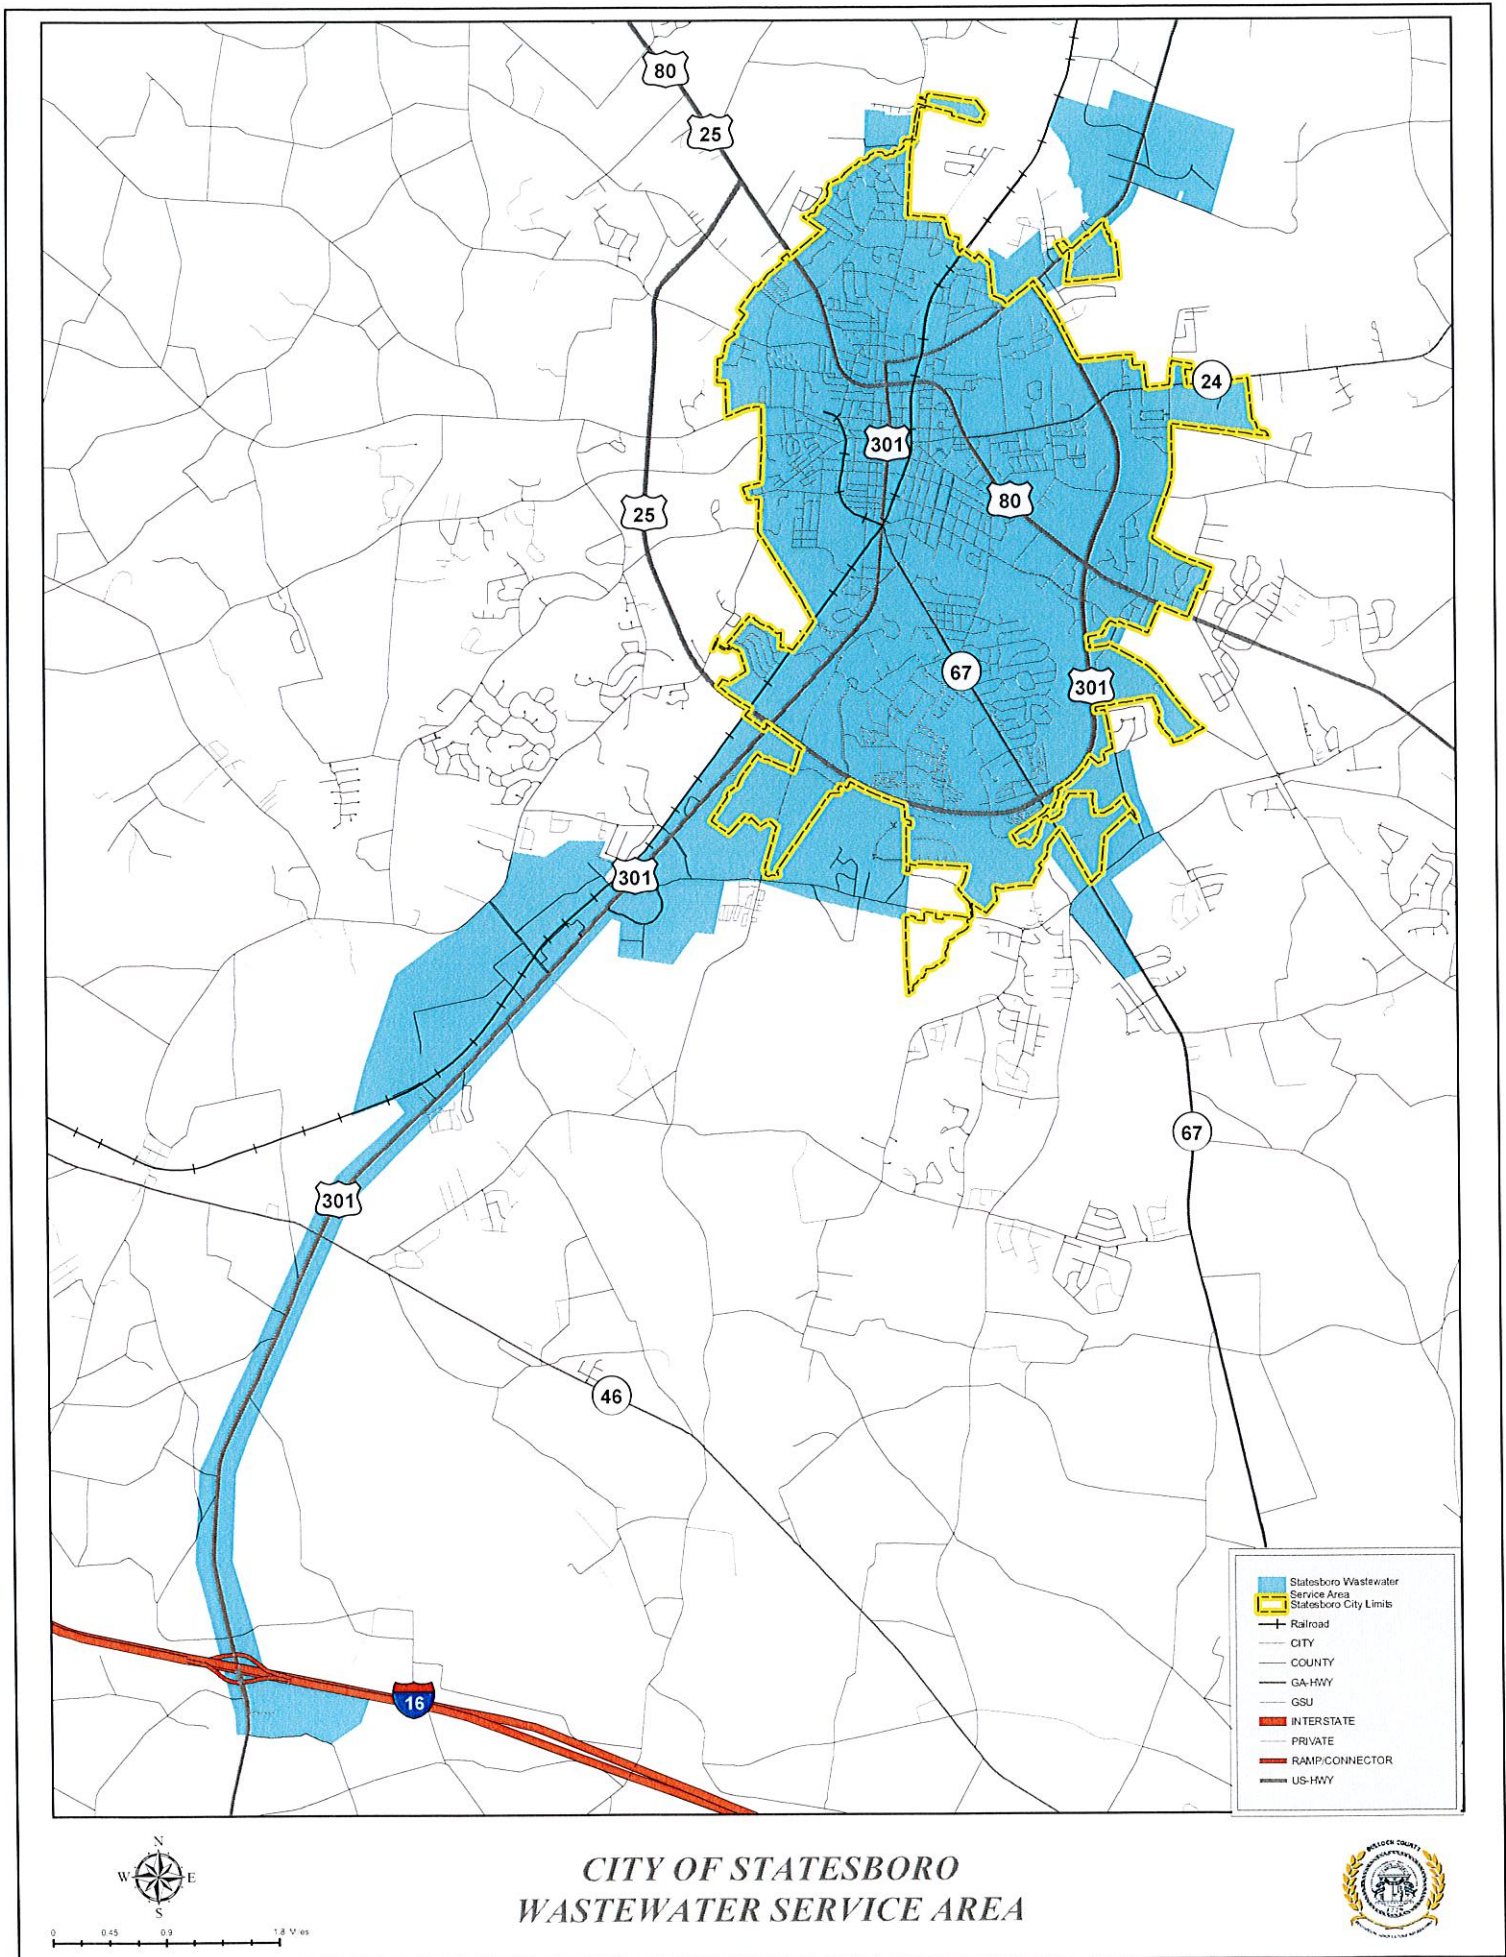 80
25
24
301
80
25
67
301
301
67
301
46
16
Statesboro Wastewater
Service Area
Statesboro City Limits
Railroad
CITY
COUNTY
GA-HWY
GSU
INTERSTATE
PRIVATE
RAMP/CONNECTOR
US-HWY
N
W E
S
CITY OF STATESBORO
WASTEWATER SERVICE AREA
BULLOCH COUNTY
0 0.45 0.9 1.8